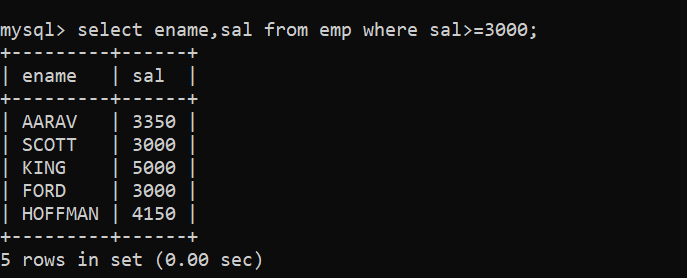 mysql> select ename,sal from emp where sal>=3000;
+---------+------+
| ename   | sal  |
+---------+------+
| AARAV   | 3350 |
| SCOTT   | 3000 |
| KING    | 5000 |
| FORD    | 3000 |
| HOFFMAN | 4150 |
+---------+------+
5 rows in set (0.00 sec)